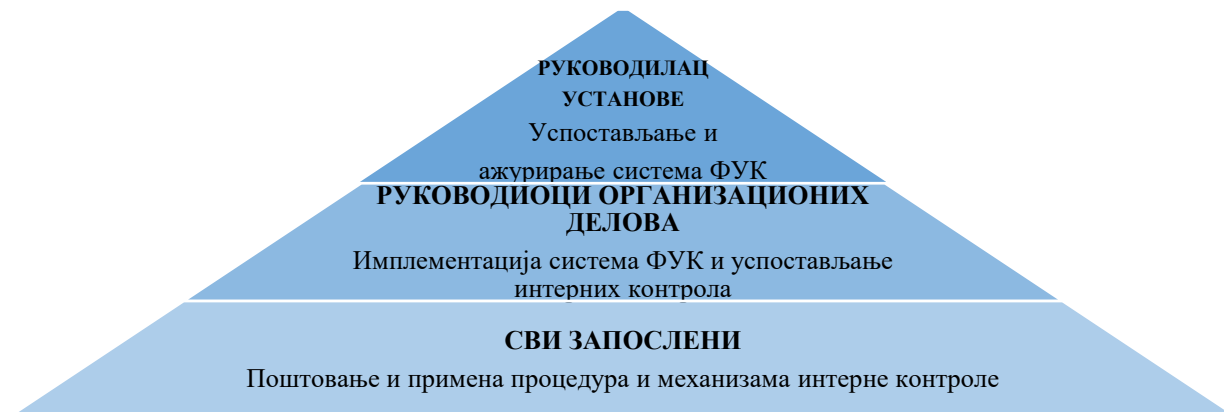 РУКОВОДИЛАЦ
УСТАНОВЕ
Успостављање и
ажурирање система ФУК
РУКОВОДИОЦИ ОРГАНИЗАЦИОНИХ
ДЕЛОВА
Имплементација система ФУК и успостављање
интерних контрола
СВИ ЗАПОСЛЕНИ
Поштовање и примена процедура и механизама интерне контроле